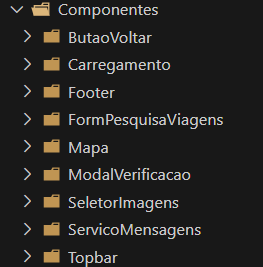 Componentes
ButaoVoltar
Carregamento
Footer
FormPesquisaViagens
Mapa
ModalVerificacao
SeletorImagens
ServicoMensagens
Topbar